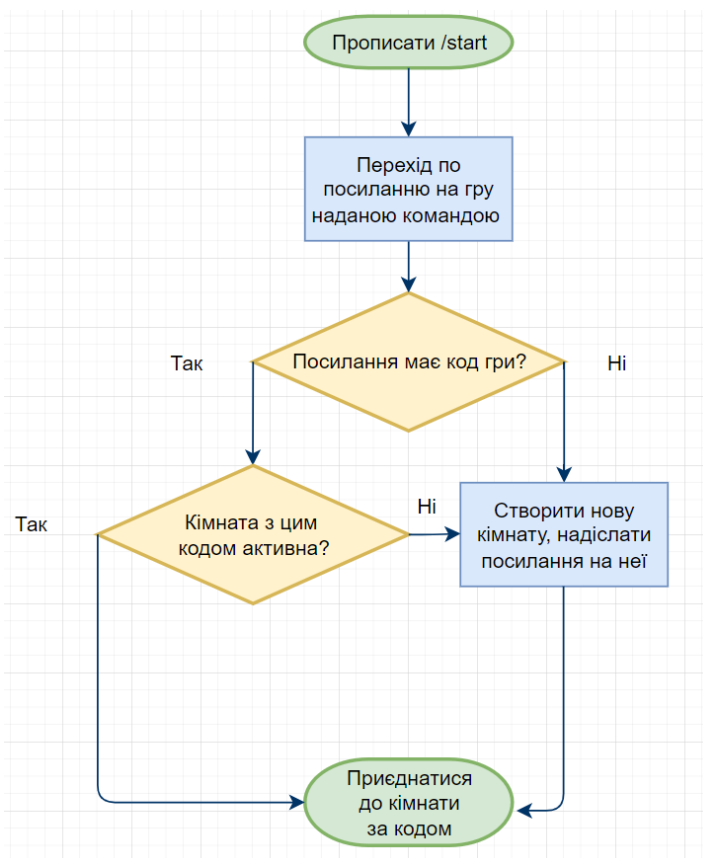 Прописати /start
Перехід по
посиланню на гру
наданою командою
Так
Посилання має код гри?
Ні
Так
Кімната з цим
кодом активна?
Ні
Створити нову
кімнату, надіслати
посилання на неї
Приєднатися
до кімнати
за кодом